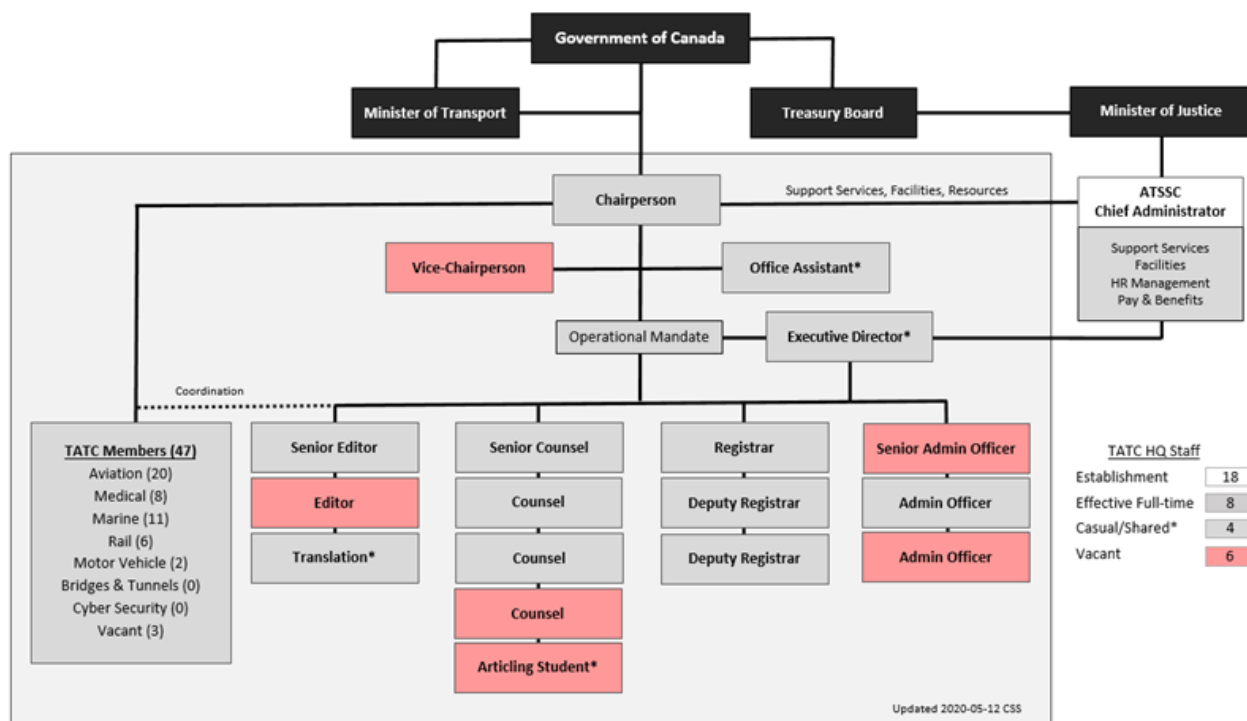 Government of Canada
Minister of Transport
Treasury Board
Minister of Justice
Chairperson
Support Services, Facilities, Resources
ATSSC
Chief Administrator
Support Services
Facilities
HR Management
Pay & Benefits
Vice-Chairperson
Office Assistant*
Operational Mandate
Executive Director*
Coordination
TATC Members (47)
Aviation (20)
Medical (8)
Marine (11)
Rail (6)
Motor Vehicle (2)
Bridges & Tunnels (0)
Cyber Security (0)
Vacant (3)
Senior Editor
Editor
Translation*
Senior Counsel
Counsel
Counsel
Counsel
Articling Student*
Registrar
Deputy Registrar
Deputy Registrar
Senior Admin Officer
Admin Officer
Admin Officer
TATC HQ Staff
Establishment 18
Effective Full-time 8
Casual/Shared* 4
Vacant 6
Updated 2020-05-12 CSS